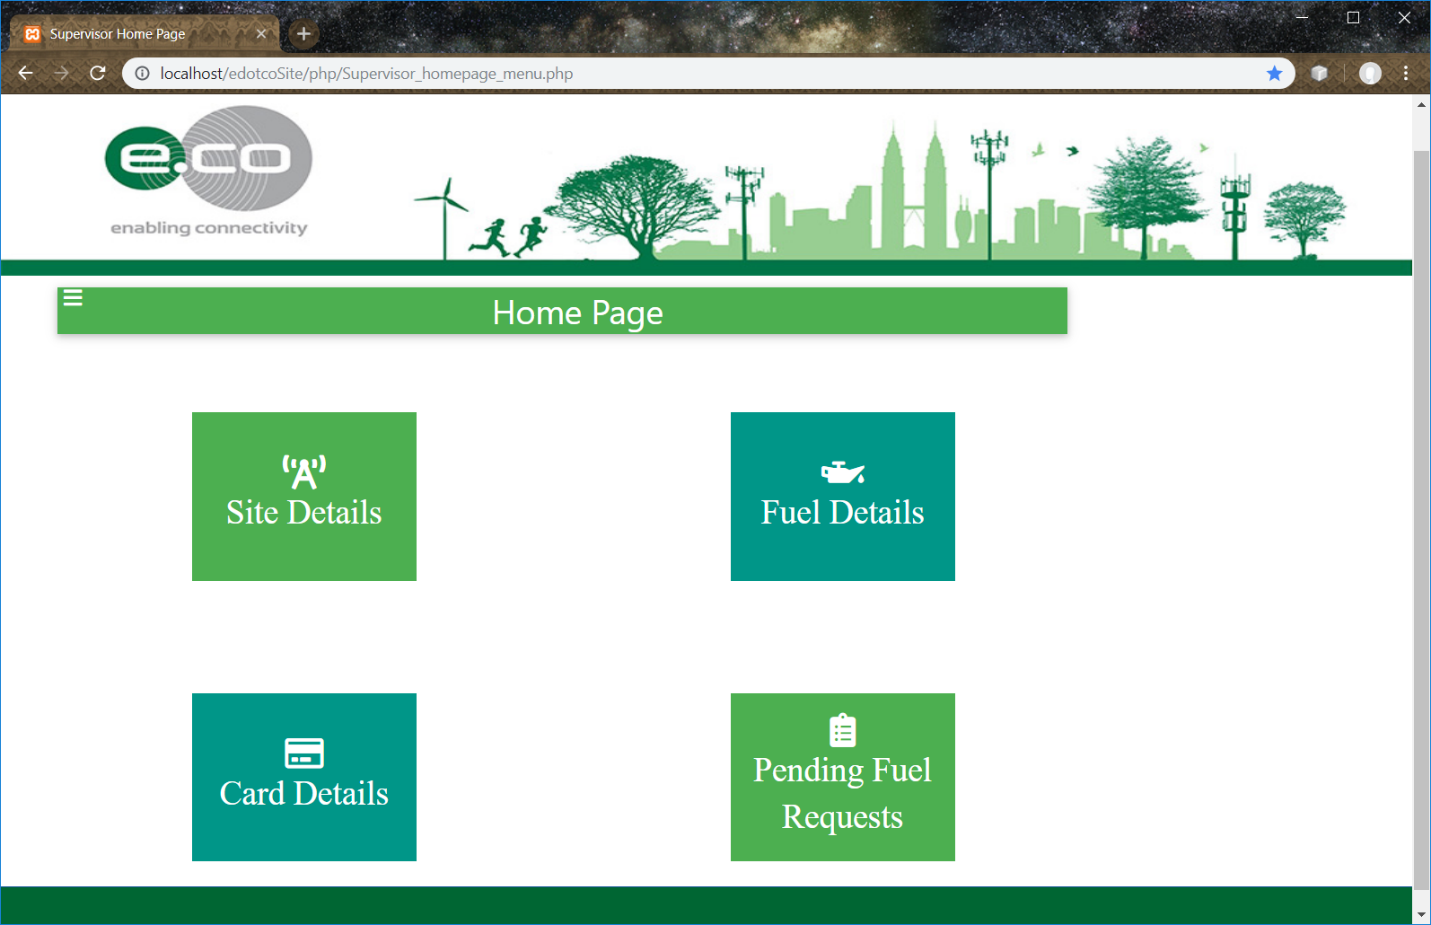 Supervisor Home Page
localhost/edotcoSite/php/Supervisor_homepage_menu.php
e.co
enabling connectivity
Home Page
Site Details
Fuel Details
Card Details
Pending Fuel
Requests